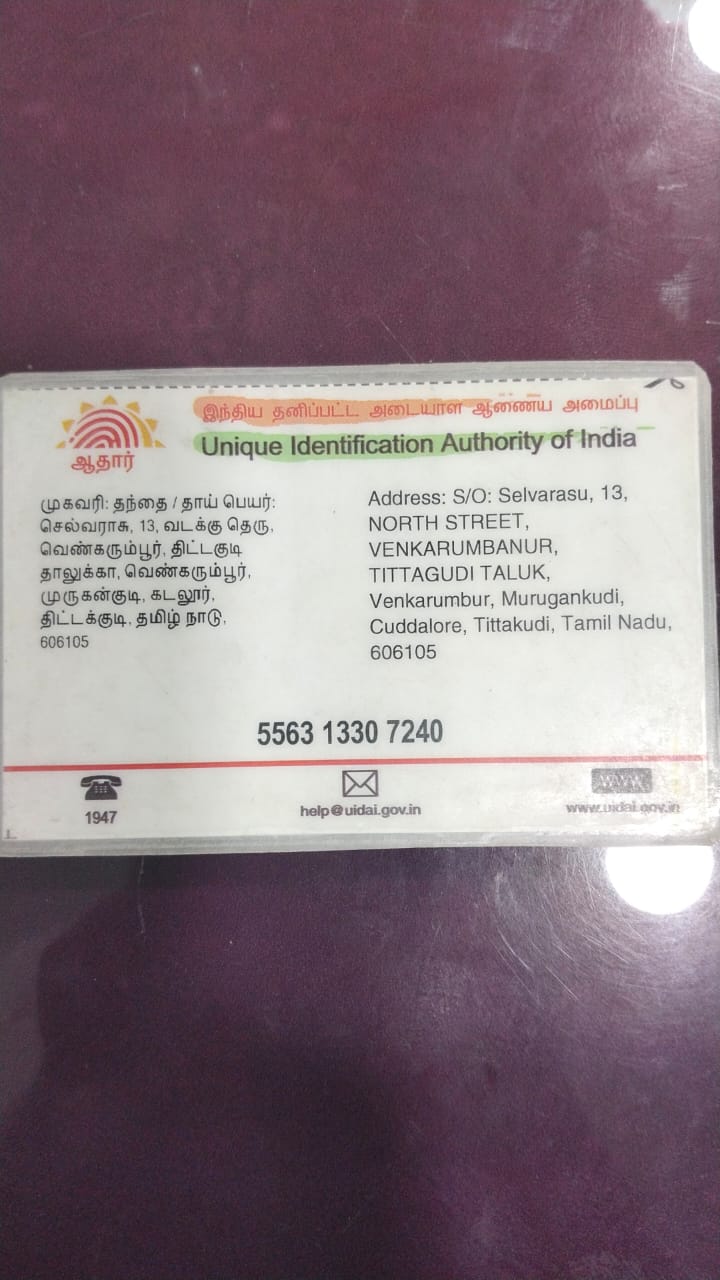 இந்திய தனிப்பட்ட அடையாள ஆணைய அமைப்பு
Unique Identification Authority of India
ஆதார்
முகவரி: தந்தை / தாய் பெயர்:
செல்வராசு, 13, வடக்கு தெரு,
வெண்கரும்பூர், திட்டகுடி
தாலுக்கா, வெண்கரும்பூர்,
முருகன்குடி, கடலூர்,
திட்டக்குடி, தமிழ் நாடு,
606105
Address: S/O: Selvarasu, 13,
NORTH STREET,
VENKARUMBANUR,
TITTAGUDI TALUK,
Venkarumbur, Murugankudi,
Cuddalore, Tittakudi, Tamil Nadu,
606105
5563 1330 7240
1947
help@uidai.gov.in
WWW
www.uidai.gov.in